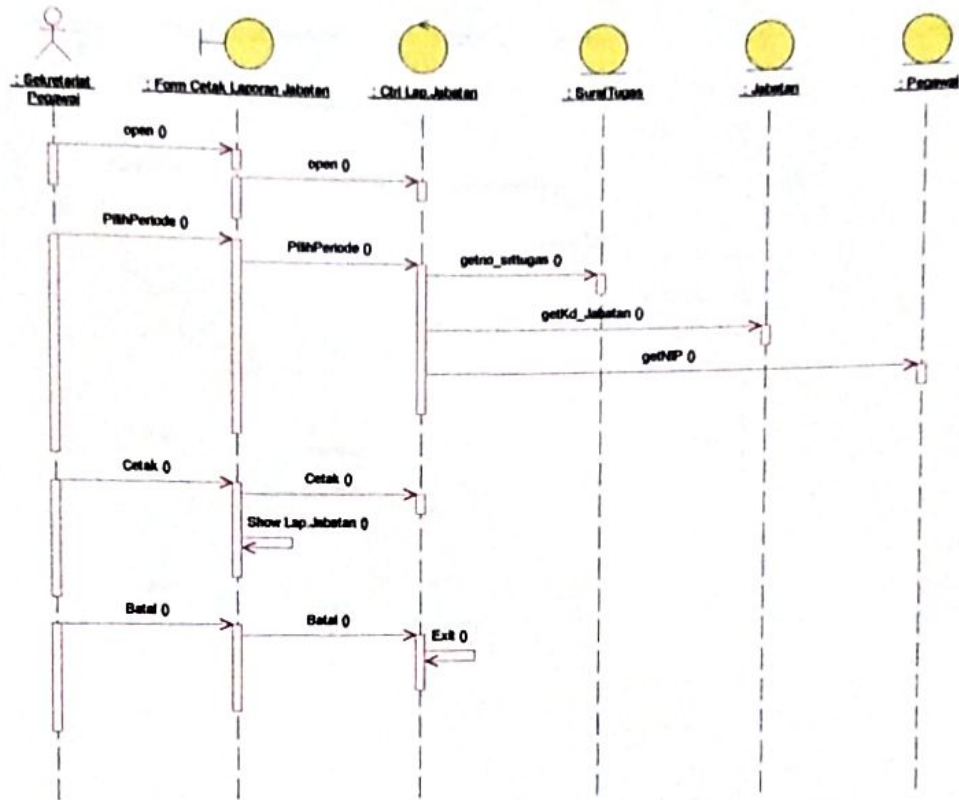 : Sekretariat
Pegawai
: Form Cetak Laporan Jabatan
: Ctrl Lap.Jabatan
: SuratTugas
: Jabatan
: Pegawai
open ()
open ()
PilihPeriode ()
PilihPeriode ()
getno_srttugas ()
getKd_Jabatan ()
getNIP ()
Cetak ()
Cetak ()
Show Lap.Jabatan ()
Batal ()
Batal ()
Exit ()